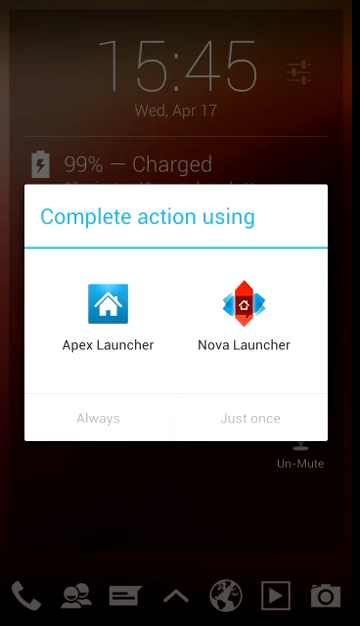 15:45
Wed, Apr 17
99% — Charged
Complete action using
Apex Launcher
Nova Launcher
Always
Just once
Un-Mute